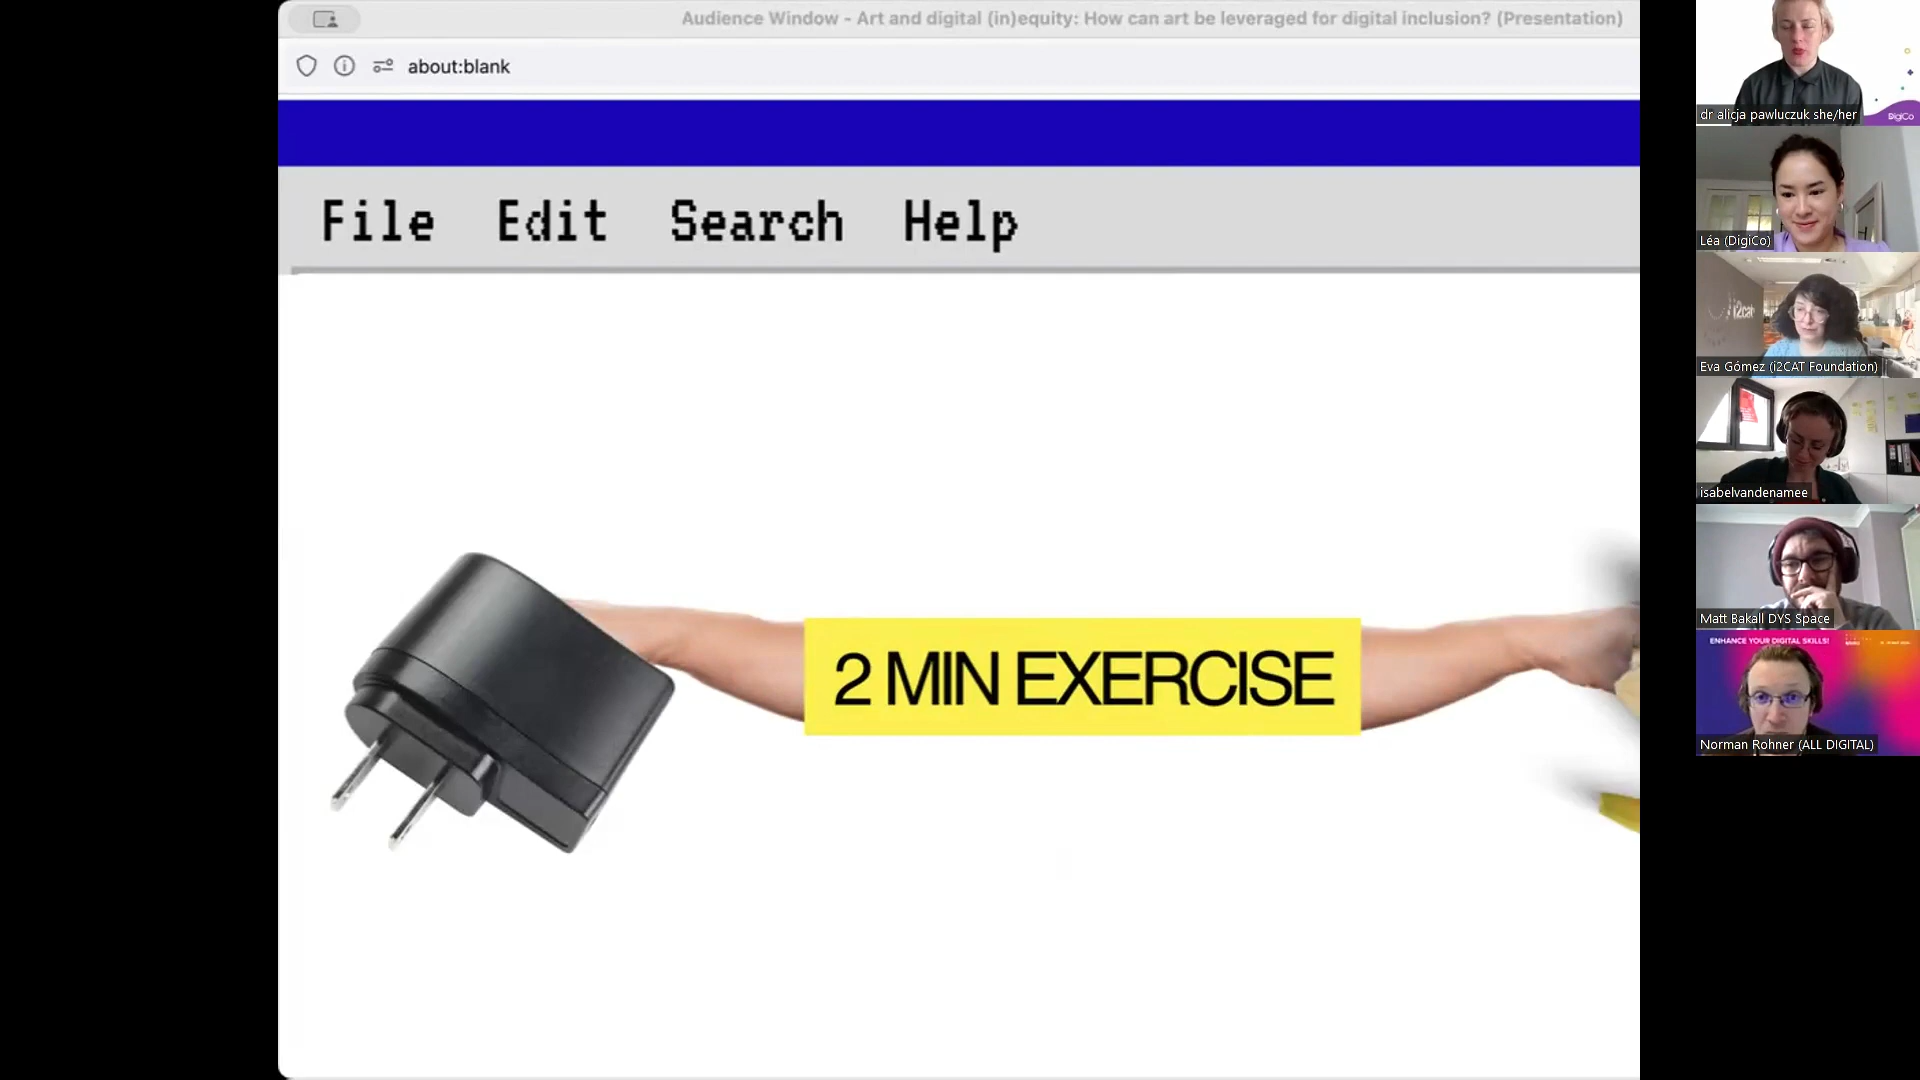 Audience Window - Art and digital (in)equity: How can art be leveraged for digital inclusion? (Presentation)
about:blank
File Edit Search Help
2 MIN EXERCISE
dr alicja pawluczuk she/her
DigiCo
Léa (DigiCo)
i2cat
Eva Gómez (i2CAT Foundation)
isabelvandenamee
Matt Bakall DYS Space
ENHANCE YOUR DIGITAL SKILLS!
Norman Rohner (ALL DIGITAL)